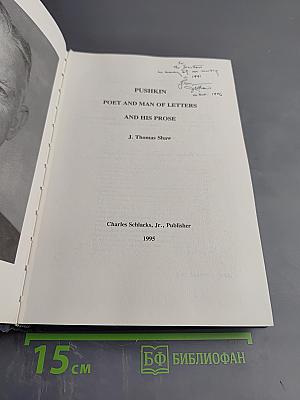 PUSHKIN
POET AND MAN OF LETTERS
AND HIS PROSE
J. Thomas Shaw
Charles Schlacks, Jr., Publisher
1995
15 см
БФ БИБЛИОФАН